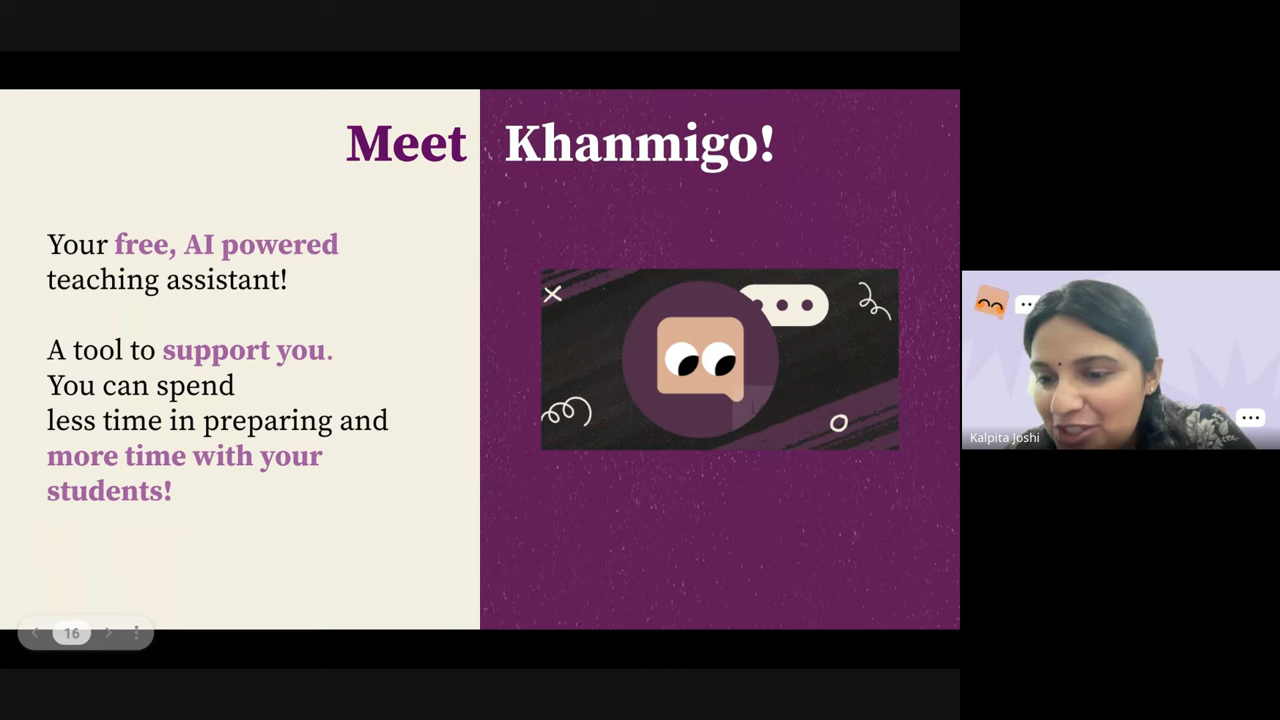 Meet Khanmigo!
Your free, AI powered
teaching assistant!
A tool to support you.
You can spend
less time in preparing and
more time with your
students!
16
Kalpita Joshi